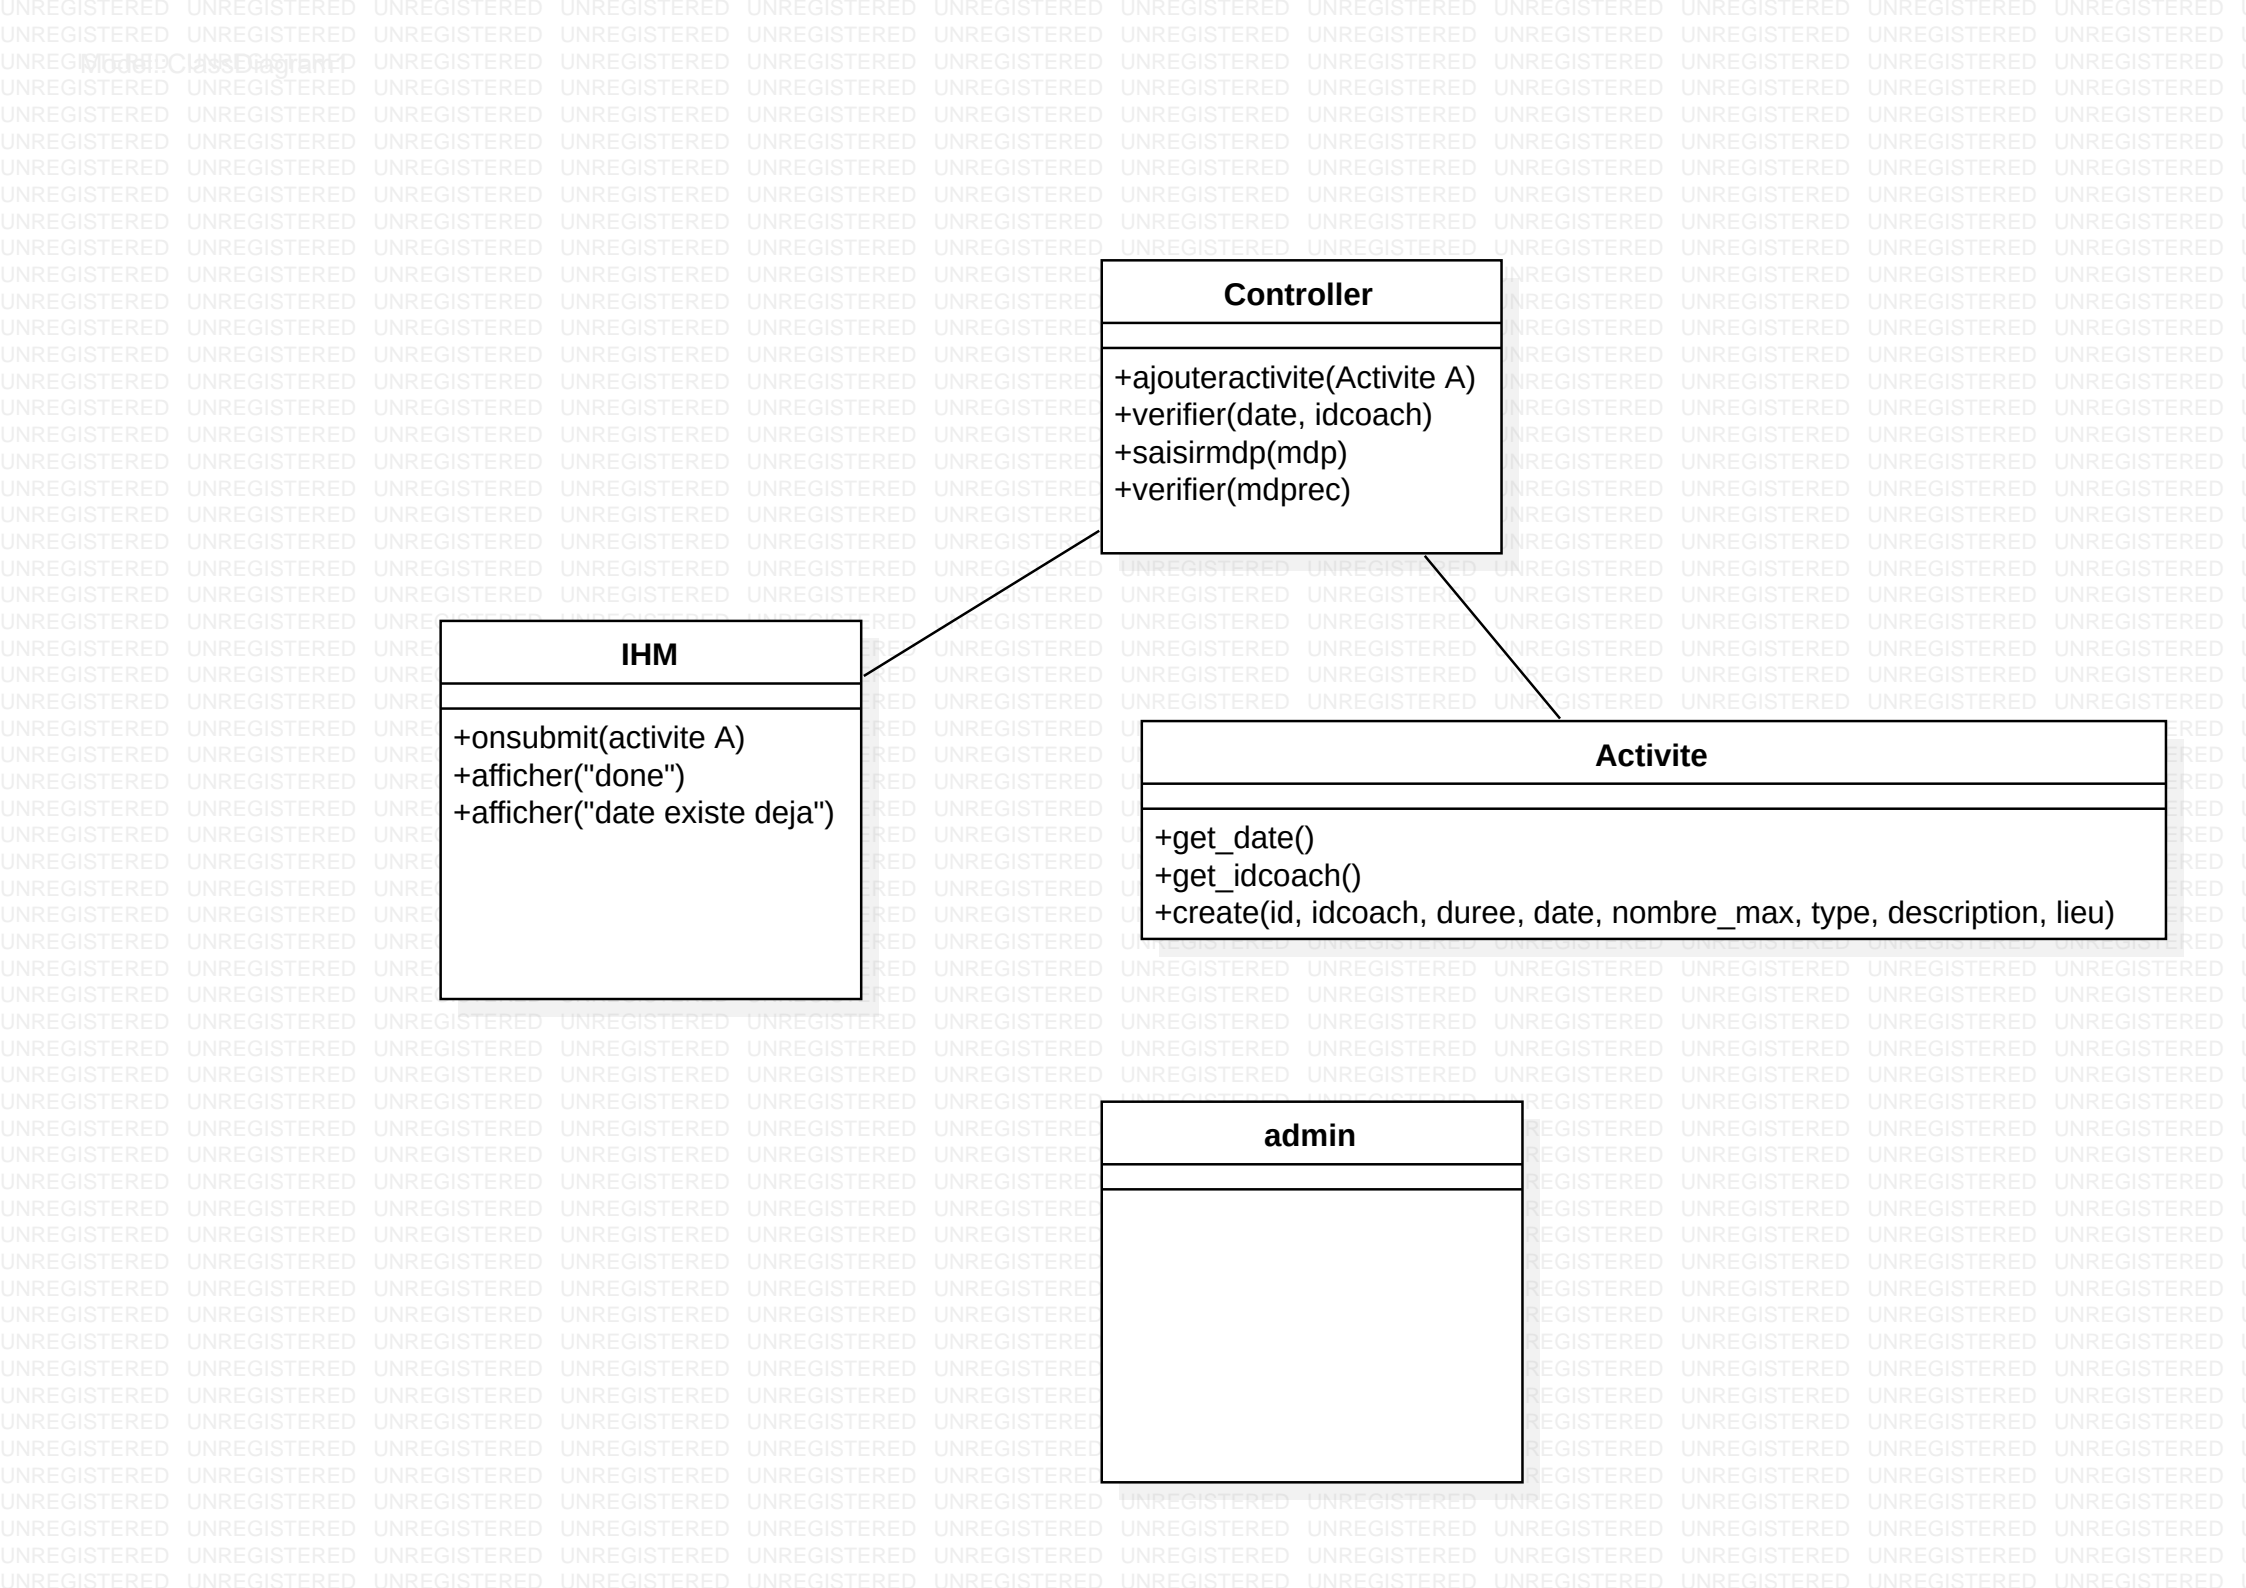 Model::ClassDiagram1
Controller
+ajouteractivite(Activite A)
+verifier(date, idcoach)
+saisirmdp(mdp)
+verifier(mdprec)
IHM
+onsubmit(activite A)
+afficher("done")
+afficher("date existe deja")
Activite
+get_date()
+get_idcoach()
+create(id, idcoach, duree, date, nombre_max, type, description, lieu)
admin
UNREGISTERED